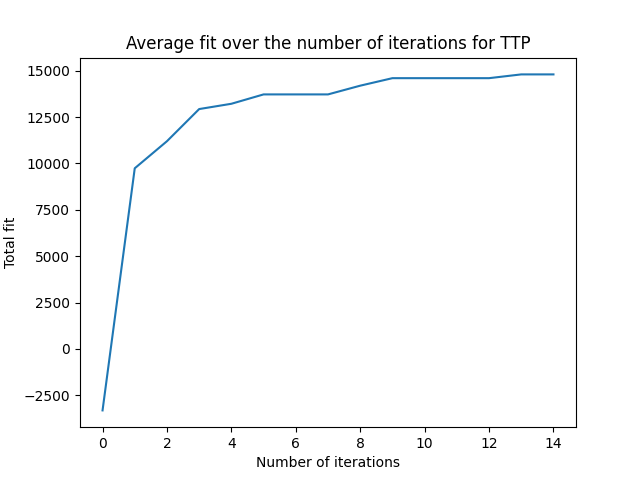 Average fit over the number of iterations for TTP
15000
12500
10000
7500
5000
2500
0
−2500
Total fit
0 2 4 6 8 10 12 14
Number of iterations